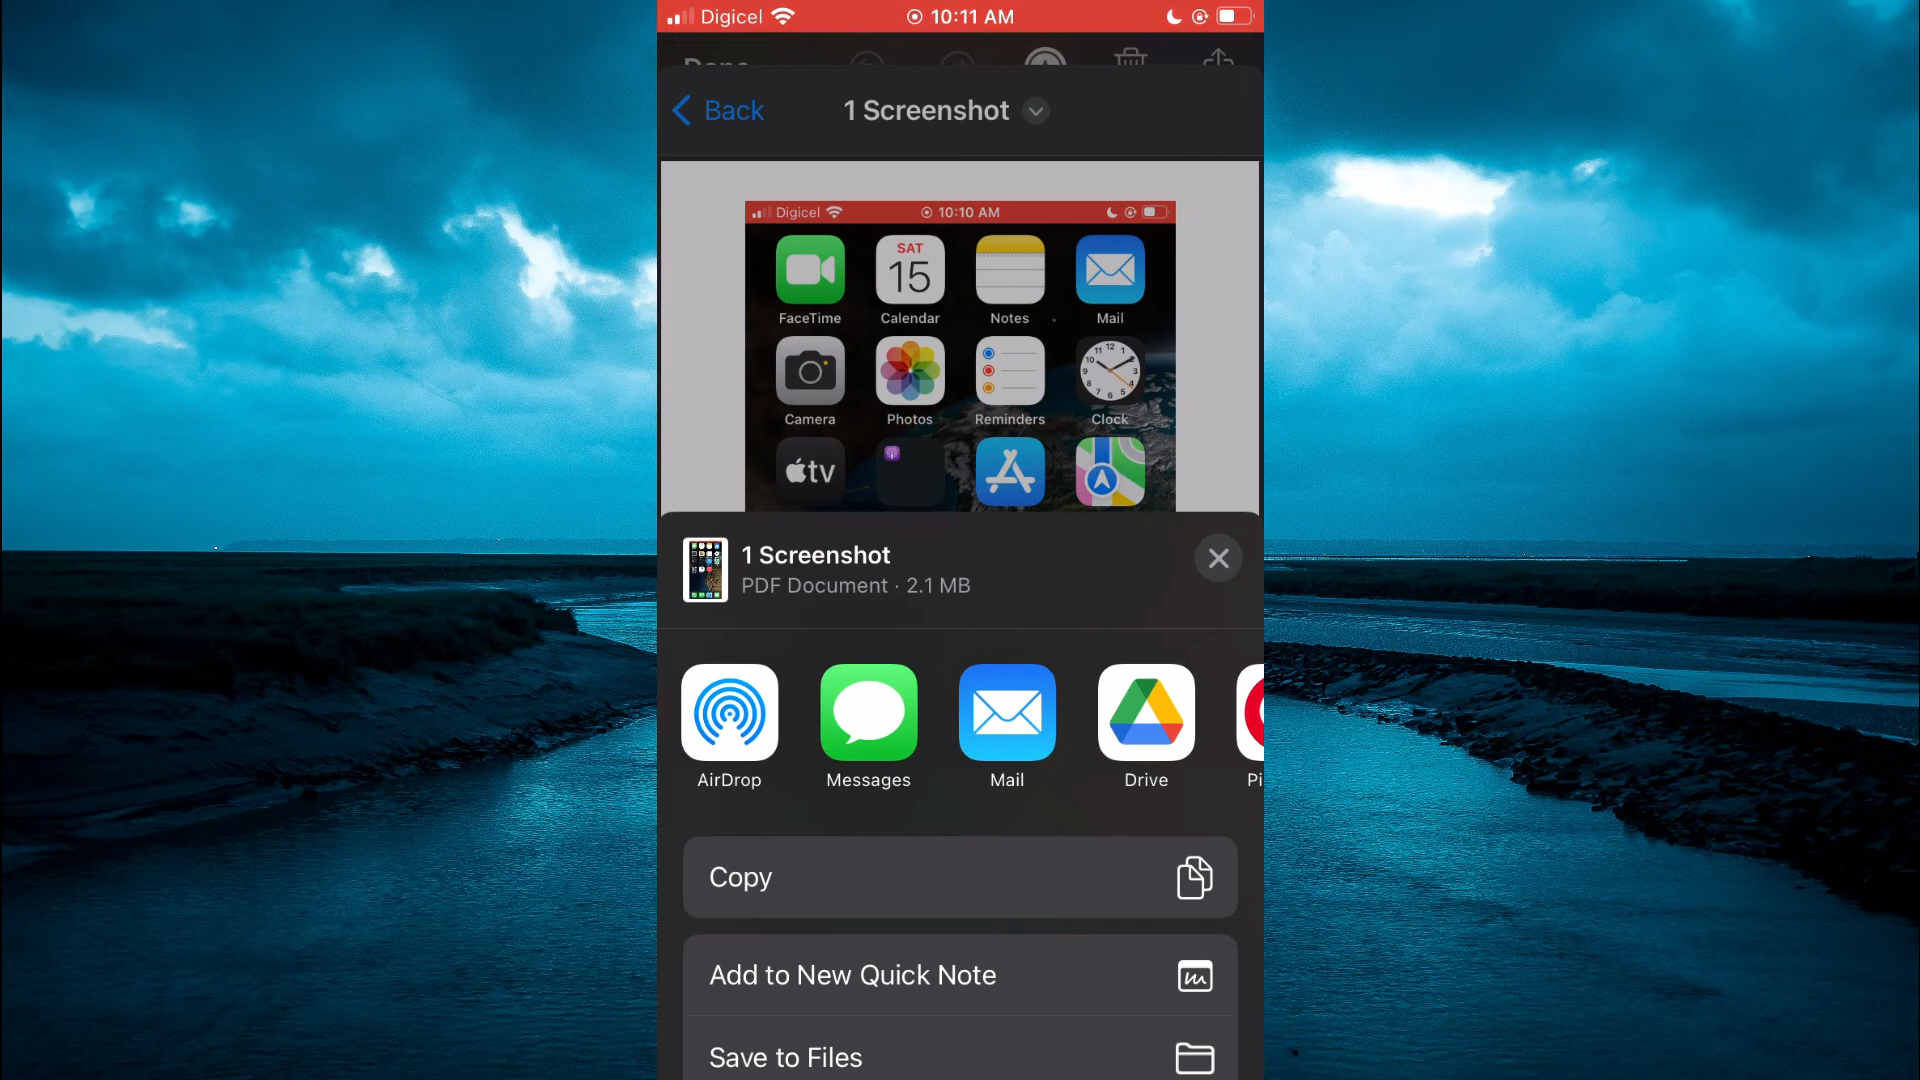 Digicel 10:11 AM
Done
Back 1 Screenshot
Digicel 10:10 AM
SAT
15
FaceTime Calendar Notes Mail
Camera Photos Reminders Clock
tv
1 Screenshot
PDF Document · 2.1 MB
AirDrop Messages Mail Drive Pi
Copy
Add to New Quick Note
Save to Files